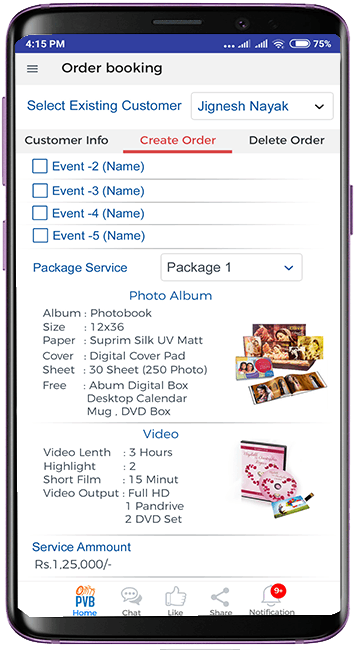 4:15 PM 75%
Order booking
Select Existing Customer Jignesh Nayak
Customer Info Create Order Delete Order
Event -2 (Name)
Event -3 (Name)
Event -4 (Name)
Event -5 (Name)
Package Service Package 1
Photo Album
Album : Photobook
Size : 12x36
Paper : Suprim Silk UV Matt
Cover : Digital Cover Pad
Sheet : 30 Sheet (250 Photo)
Free : Abum Digital Box
Desktop Calendar
Mug , DVD Box
Video
Video Lenth : 3 Hours
Highlight : 2
Short Film : 15 Minut
Video Output : Full HD
1 Pandrive
2 DVD Set
Service Ammount
Rs.1,25,000/-
PVB 9+
Home Chat Like Share Notification